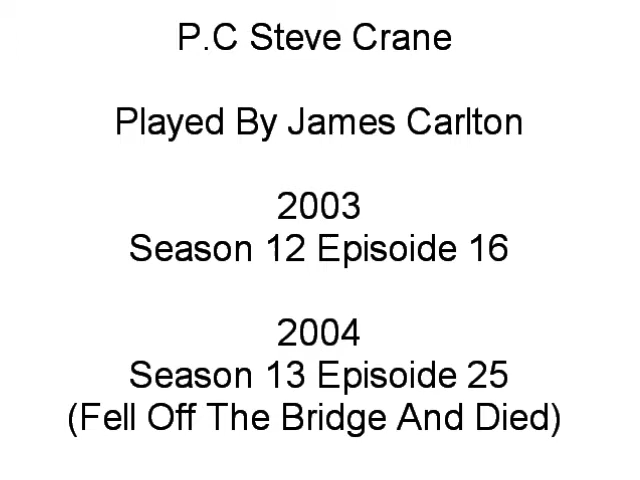 P.C Steve Crane
Played By James Carlton
2003
Season 12 Episoide 16
2004
Season 13 Episoide 25
(Fell Off The Bridge And Died)